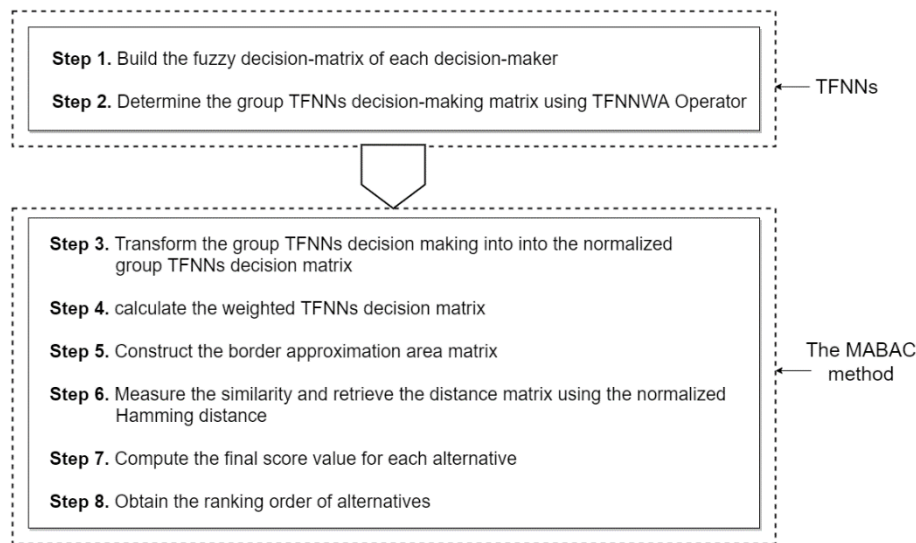 Step 1. Build the fuzzy decision-matrix of each decision-maker
Step 2. Determine the group TFNNs decision-making matrix using TFNNWA Operator
TFNNs
Step 3. Transform the group TFNNs decision making into into the normalized
group TFNNs decision matrix
Step 4. calculate the weighted TFNNs decision matrix
Step 5. Construct the border approximation area matrix
Step 6. Measure the similarity and retrieve the distance matrix using the normalized
Hamming distance
Step 7. Compute the final score value for each alternative
Step 8. Obtain the ranking order of alternatives
The MABAC
method